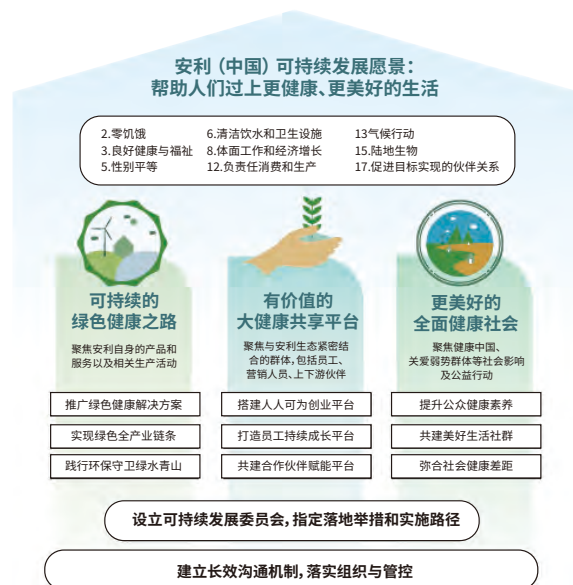 安利（中国）可持续发展愿景：
帮助人们过上更健康、更美好的生活
2.零饥饿
3.良好健康与福祉
5.性别平等
6.清洁饮水和卫生设施
8.体面工作和经济增长
12.负责任消费和生产
13气候行动
15.陆地生物
17.促进目标实现的伙伴关系
可持续的
绿色健康之路
聚焦安利自身的产品和
服务以及相关生产活动
推广绿色健康解决方案
实现绿色全产业链条
践行环保守卫绿水青山
有价值的
大健康共享平台
聚焦与安利生态紧密结
合的群体，包括员工、
营销人员、上下游伙伴
搭建人人可为创业平台
打造员工持续成长平台
共建合作伙伴赋能平台
更美好的
全面健康社会
聚焦健康中国、
关爱弱势群体等社会影响
及公益行动
提升公众健康素养
共建美好生活社群
弥合社会健康差距
设立可持续发展委员会，指定落地举措和实施路径
建立长效沟通机制，落实组织与管控